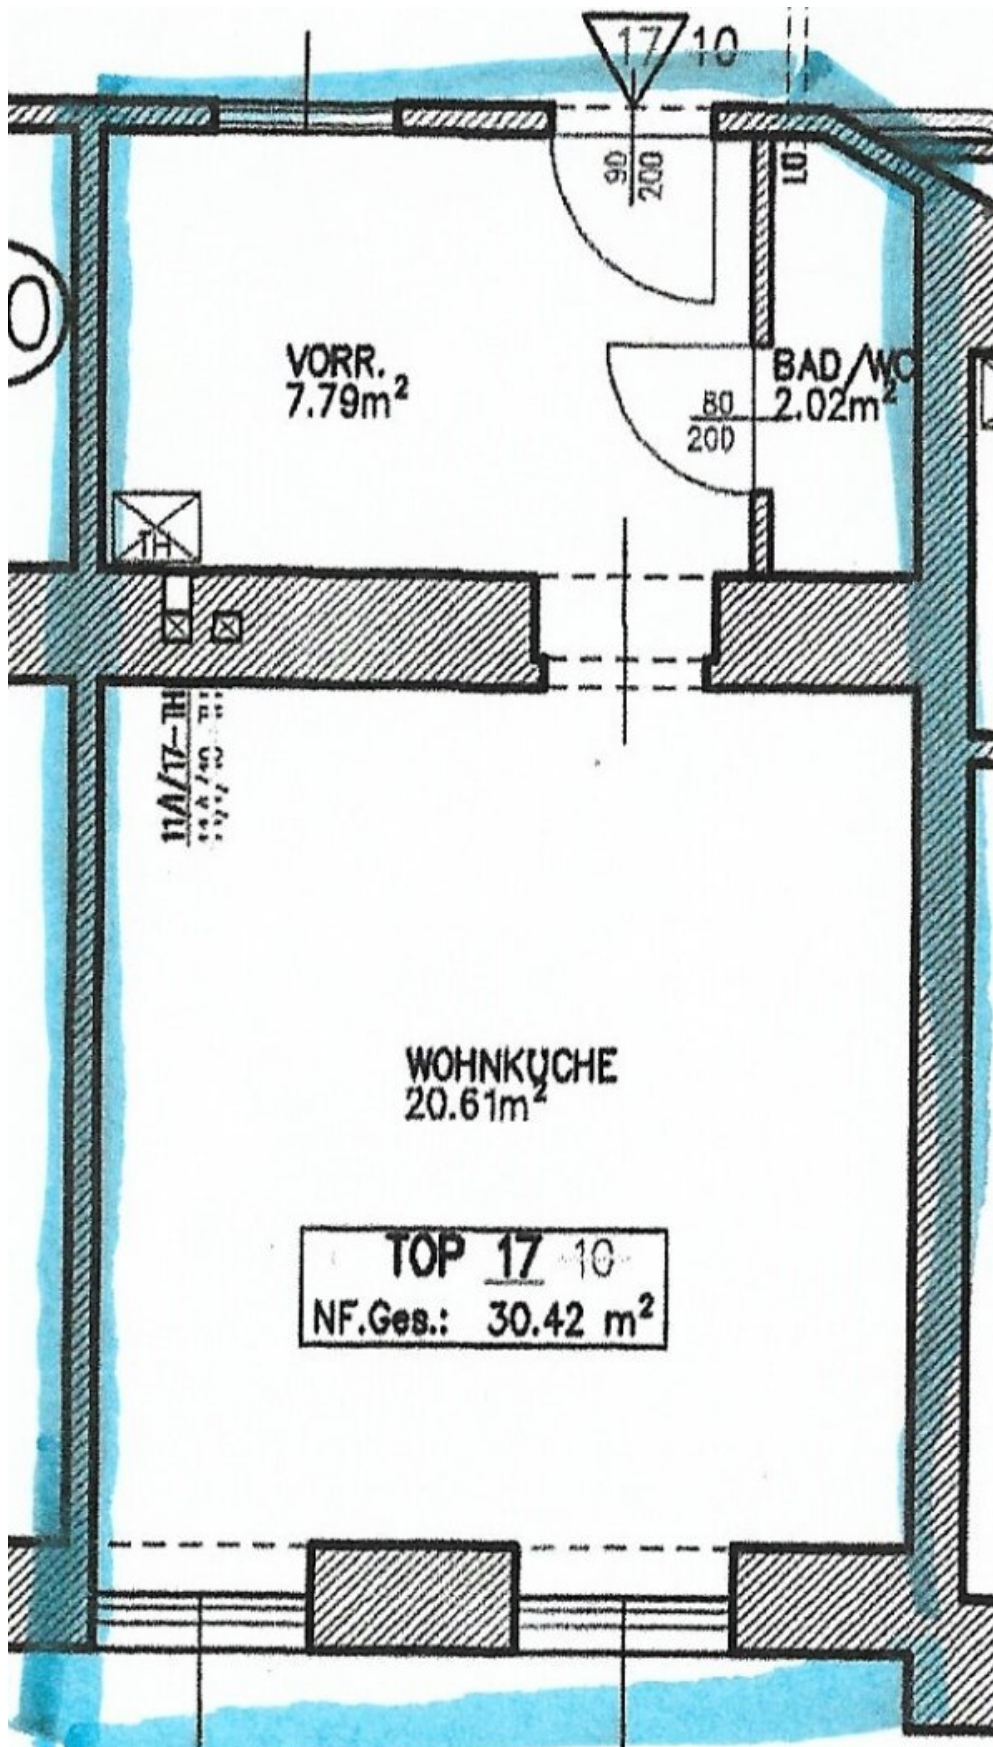 17 10
90
200
VORR.
7.79m²
BAD/WC
2.02m²
80
200
TH
11/1/17-TH
WOHNKÜCHE
20.61m²
TOP 17 10
NF.Ges.: 30.42 m²